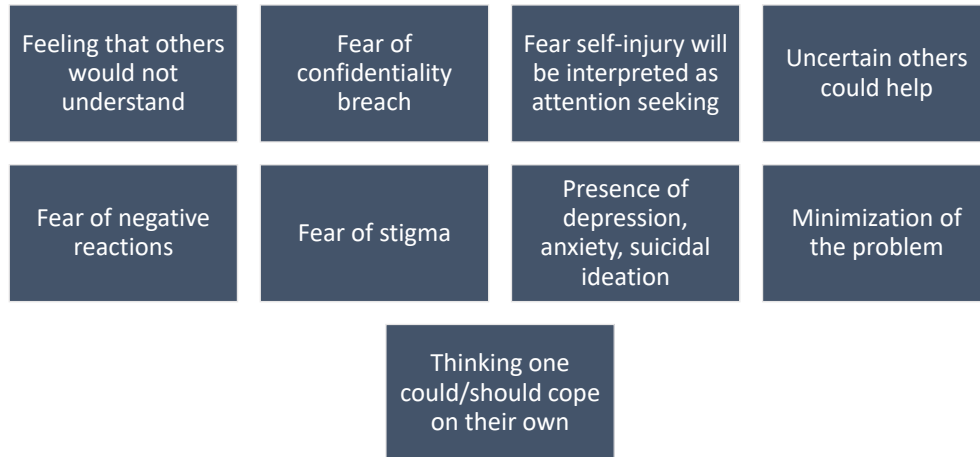 Feeling that others
would not
understand
Fear of
confidentiality
breach
Fear self-injury will
be interpreted as
attention seeking
Uncertain others
could help
Fear of negative
reactions
Fear of stigma
Presence of
depression,
anxiety, suicidal
ideation
Minimization of
the problem
Thinking one
could/should cope
on their own